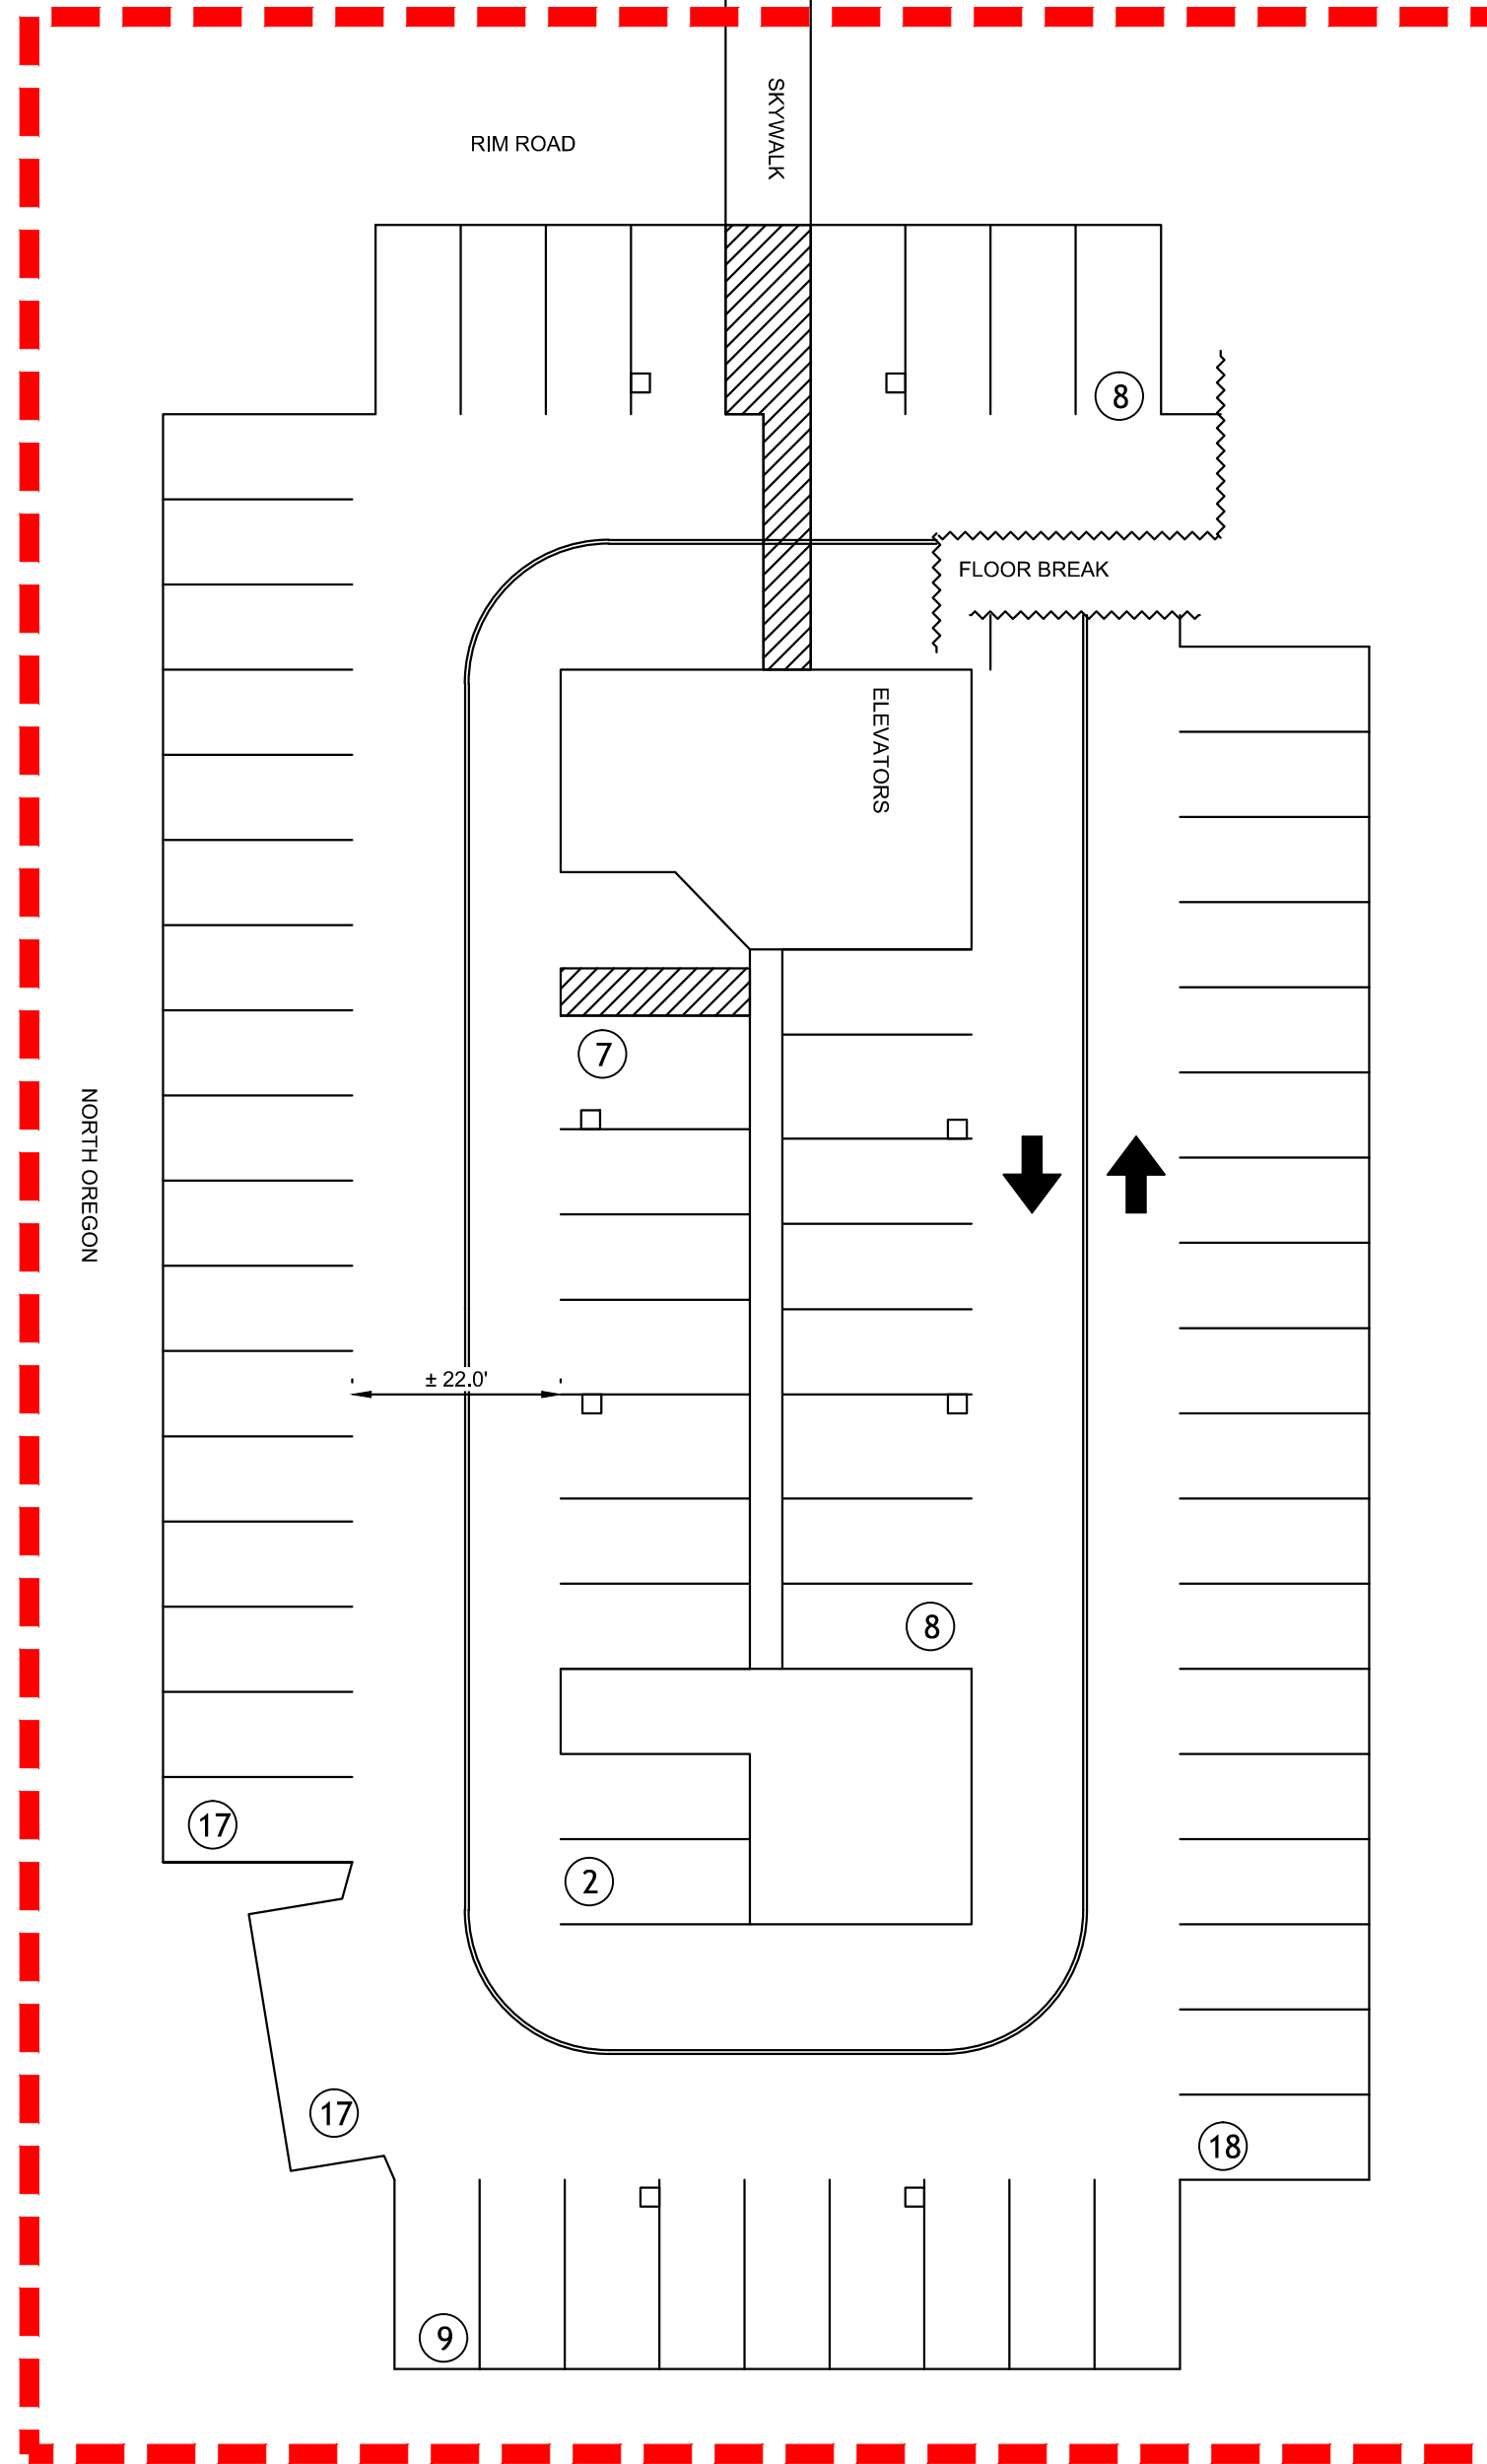 SKYWALK
RIM ROAD
8
FLOOR BREAK
ELEVATORS
7
NORTH OREGON
± 22.0'
8
17
2
17
18
9